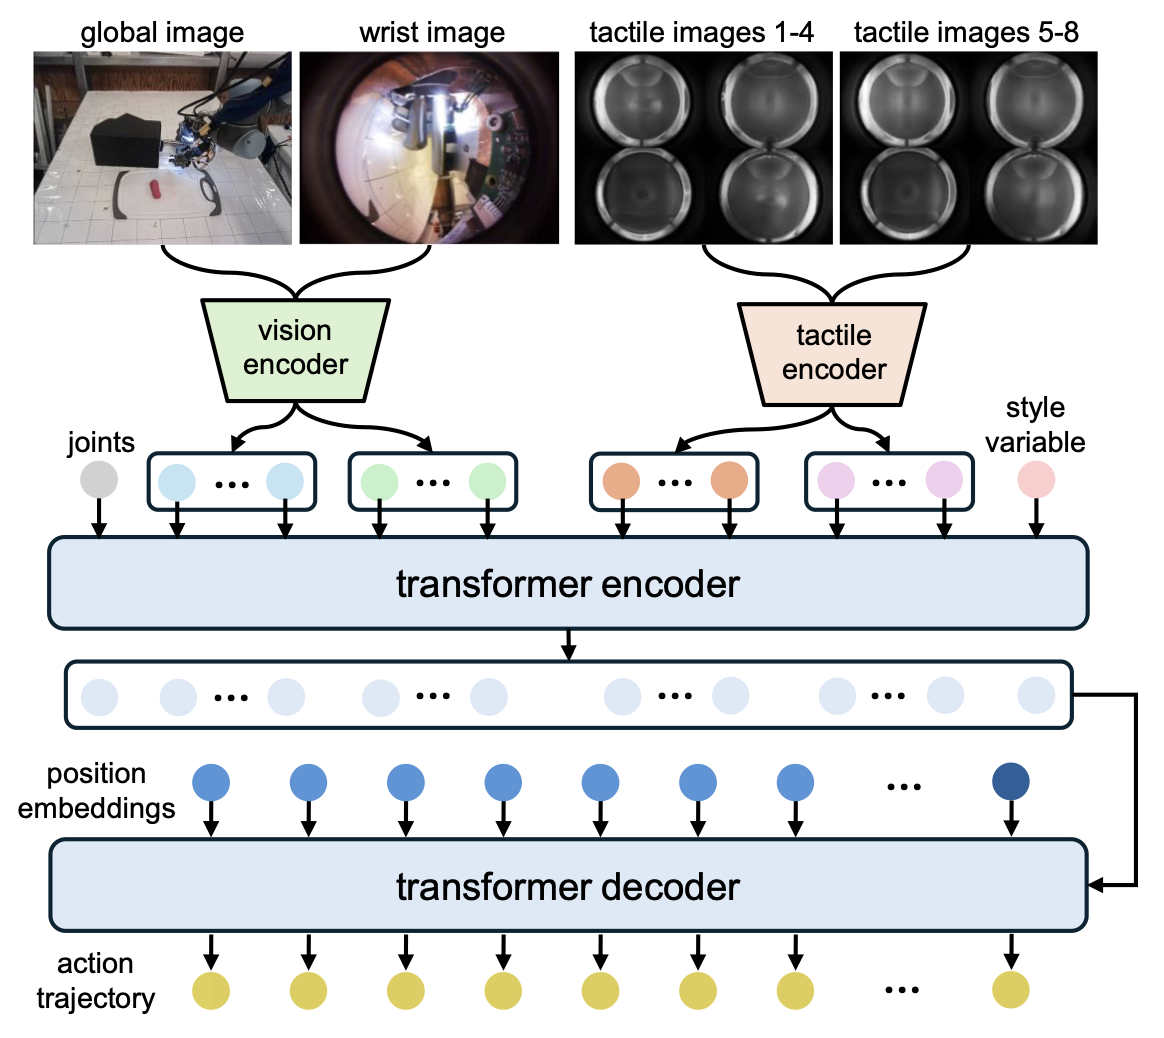 global image
wrist image
tactile images 1-4
tactile images 5-8
vision
encoder
tactile
encoder
joints
style
variable
transformer encoder
position
embeddings
transformer decoder
action
trajectory